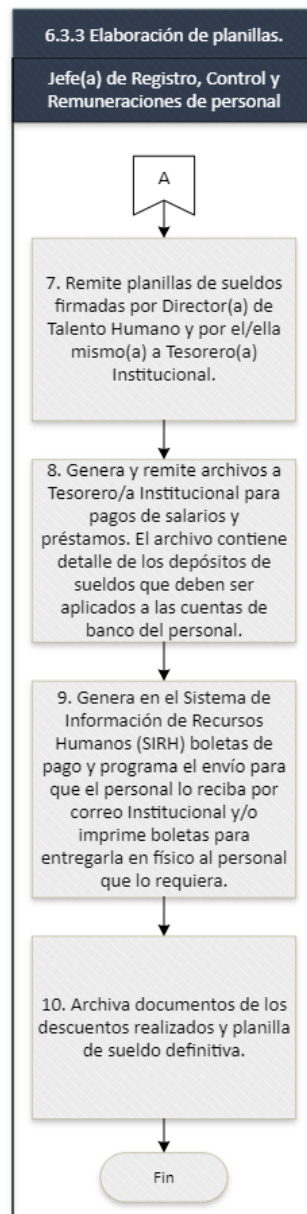 6.3.3 Elaboración de planillas.
Jefe(a) de Registro, Control y
Remuneraciones de personal
A
7. Remite planillas de sueldos
firmadas por Director(a) de
Talento Humano y por el/ella
mismo(a) a Tesorero(a)
Institucional.
8. Genera y remite archivos a
Tesorero/a Institucional para
pagos de salarios y
préstamos. El archivo contiene
detalle de los depósitos de
sueldos que deben ser
aplicados a las cuentas de
banco del personal.
9. Genera en el Sistema de
Información de Recursos
Humanos (SIRH) boletas de
pago y programa el envío para
que el personal lo reciba por
correo Institucional y/o
imprime boletas para
entregarla en físico al personal
que lo requiera.
10. Archiva documentos de los
descuentos realizados y planilla
de sueldo definitiva.
Fin